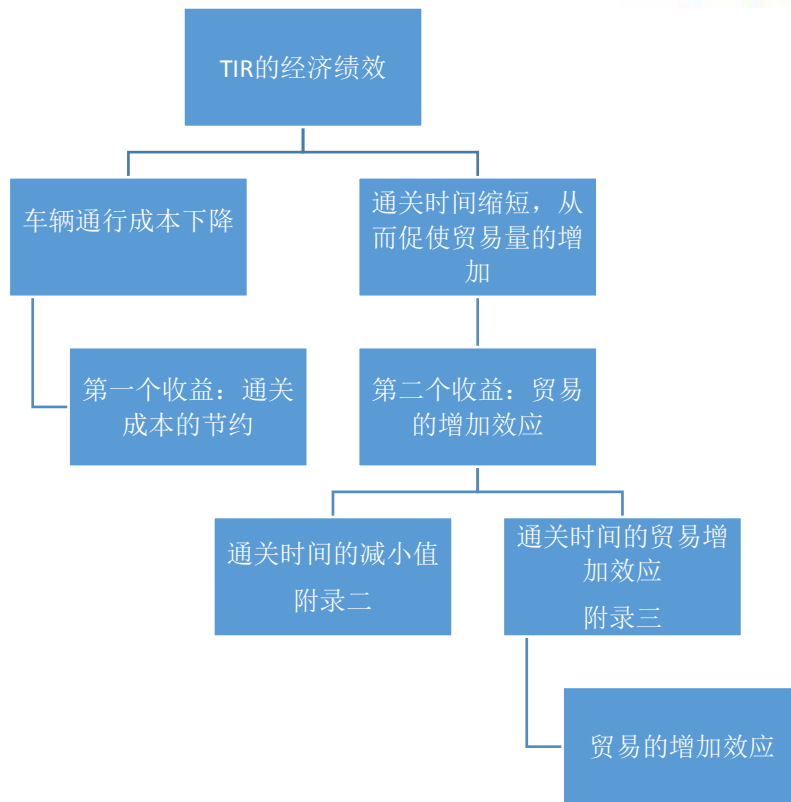 TIR的经济绩效
车辆通行成本下降
通关时间缩短，从
而促使贸易量的增
加
第一个收益：通关
成本的节约
第二个收益：贸易
的增加效应
通关时间的减小值
附录二
通关时间的贸易增
加效应
附录三
贸易的增加效应